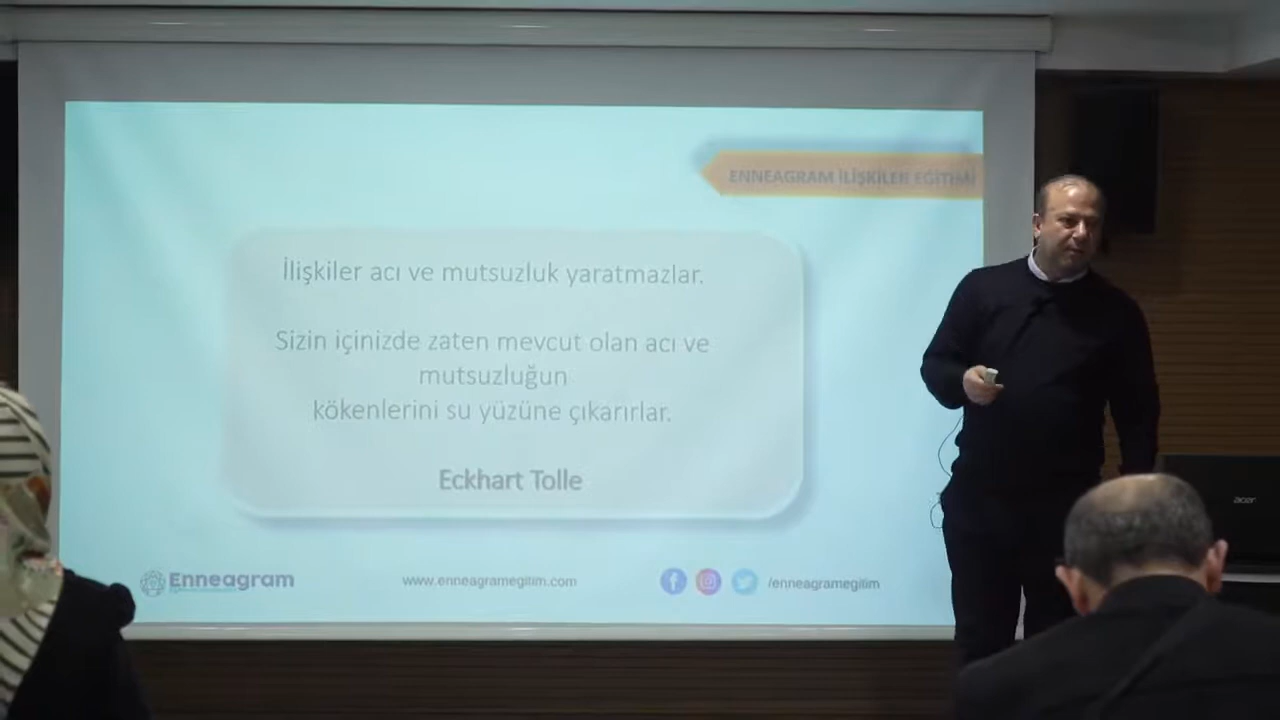 ENNEAGRAM İLİŞKİLER EĞİTİMİ
İlişkiler acı ve mutsuzluk yaratmazlar.
Sizin içinizde zaten mevcut olan acı ve
mutsuzluğun
kökenlerini su yüzüne çıkarırlar.
Eckhart Tolle
Enneagram
www.enneagramegitim.com
/enneagramegitim
acer